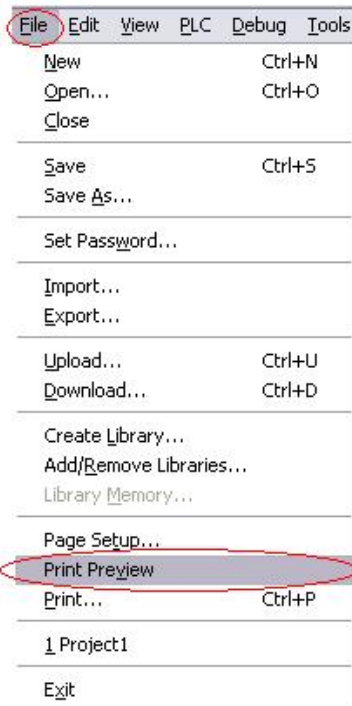 File Edit View PLC Debug Tools
New Ctrl+N
Open... Ctrl+O
Close
Save Ctrl+S
Save As...
Set Password...
Import...
Export...
Upload... Ctrl+U
Download... Ctrl+D
Create Library...
Add/Remove Libraries...
Library Memory...
Page Setup...
Print Preview
Print... Ctrl+P
1 Project1
Exit